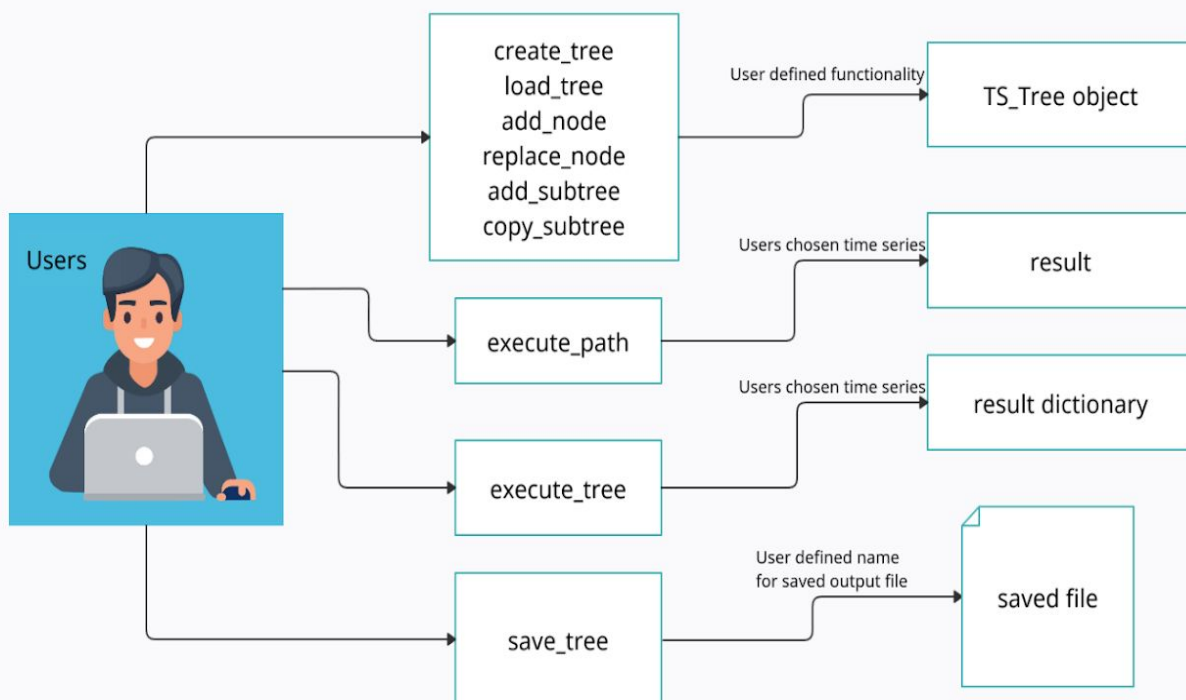 Users
create_tree
load_tree
add_node
replace_node
add_subtree
copy_subtree
User defined functionality
TS_Tree object
execute_path
Users chosen time series
result
execute_tree
Users chosen time series
result dictionary
save_tree
User defined name
for saved output file
saved file